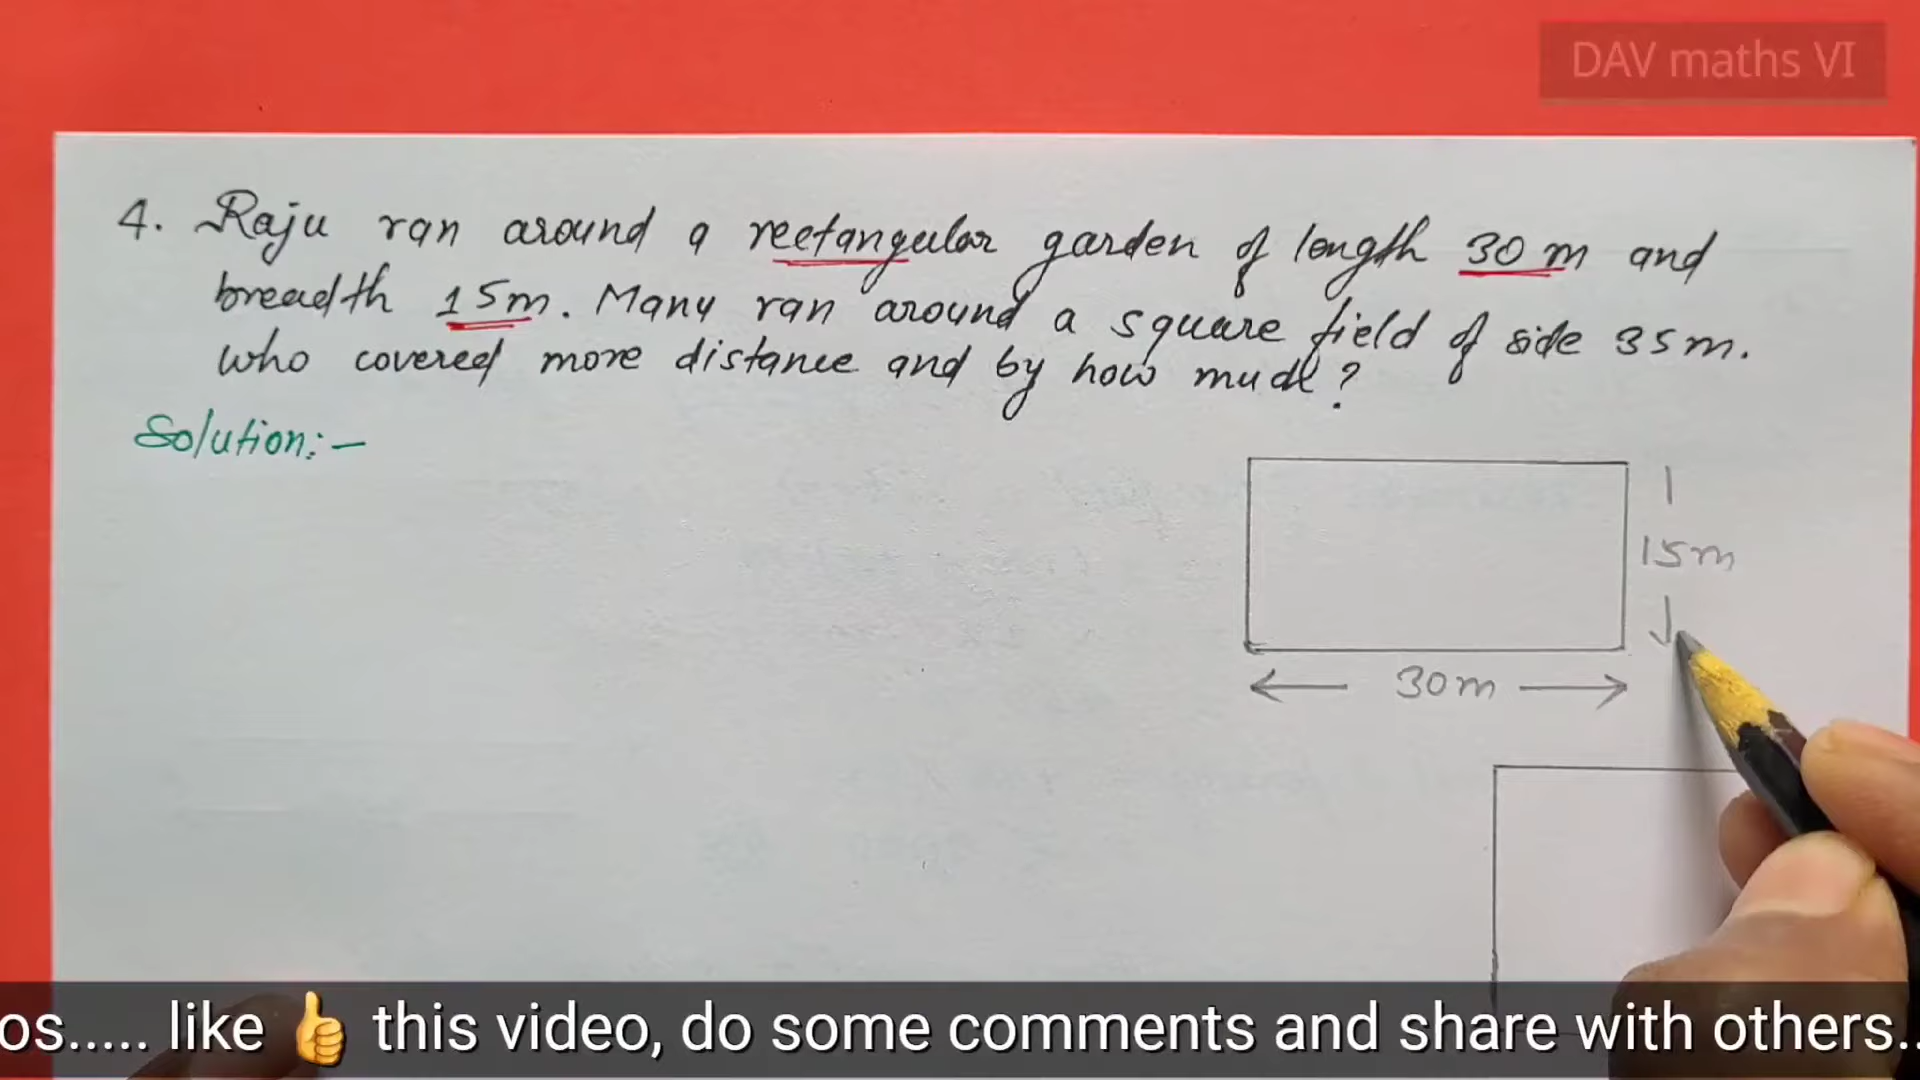 DAV maths VI
4. Raju ran around a rectangular garden of length 30 m and
breadth 15m. Many ran around a square field of side 35m.
who covered more distance and by how much?
Solution:-
15m
30m
os..... like 👍 this video, do some comments and share with others..